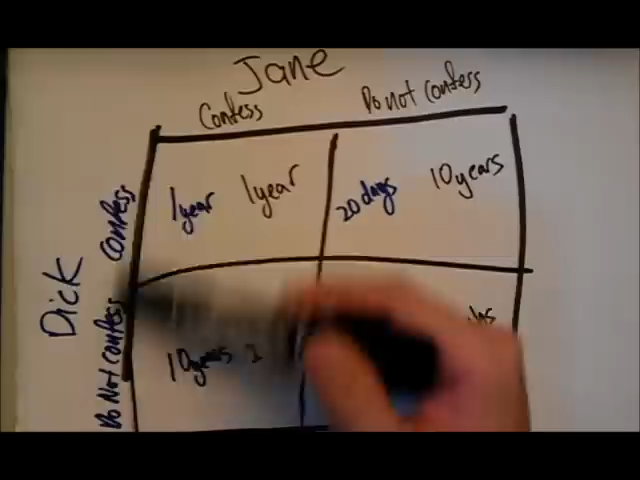 Jane
Confess Do not confess
1 year 1 year 20 days 10 years
Dick
Confess
Do Not confess
10 years